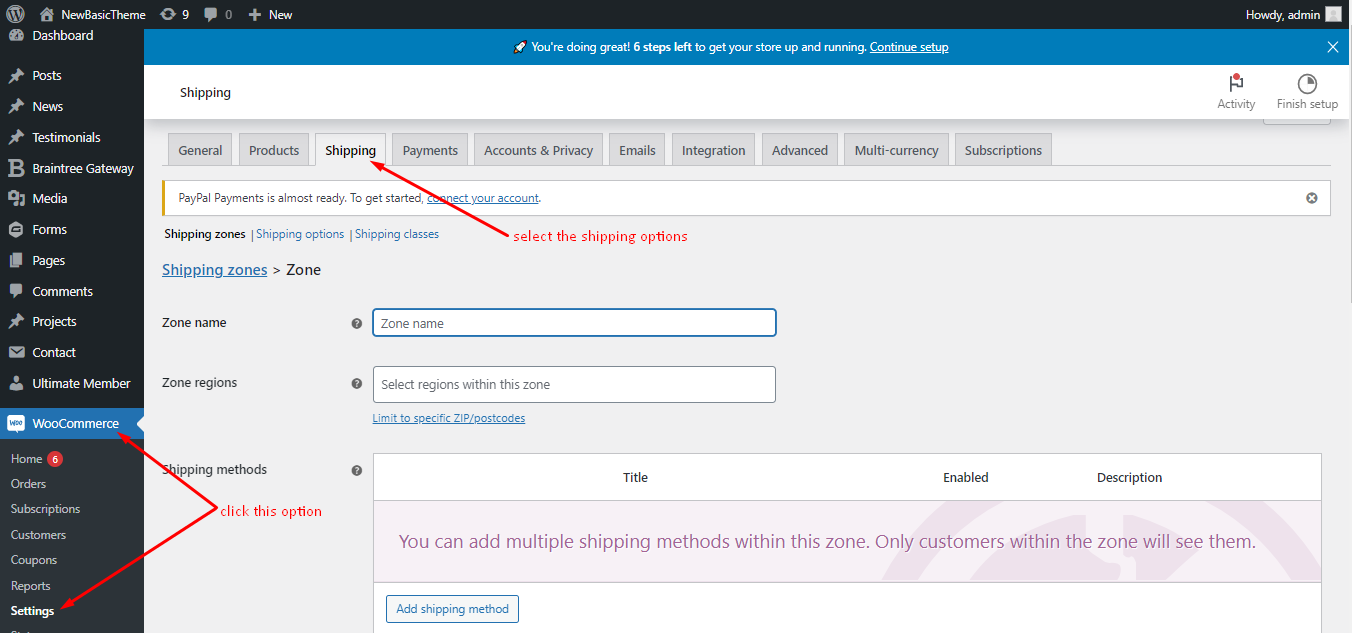 NewBasicTheme 9 0 New Howdy, admin
Dashboard
Posts
News
Testimonials
Braintree Gateway
Media
Forms
Pages
Comments
Projects
Contact
Ultimate Member
WooCommerce
Home 6
Orders
Subscriptions
Customers
Coupons
Reports
Settings
You're doing great! 6 steps left to get your store up and running. Continue setup
Shipping
Activity
Finish setup
General Products Shipping Payments Accounts & Privacy Emails Integration Advanced Multi-currency Subscriptions
PayPal Payments is almost ready. To get started, connect your account.
Shipping zones | Shipping options | Shipping classes
select the shipping options
Shipping zones > Zone
Zone name
Zone name
Zone regions
Select regions within this zone
Limit to specific ZIP/postcodes
Shipping methods
Title Enabled Description
click this option
You can add multiple shipping methods within this zone. Only customers within the zone will see them.
Add shipping method